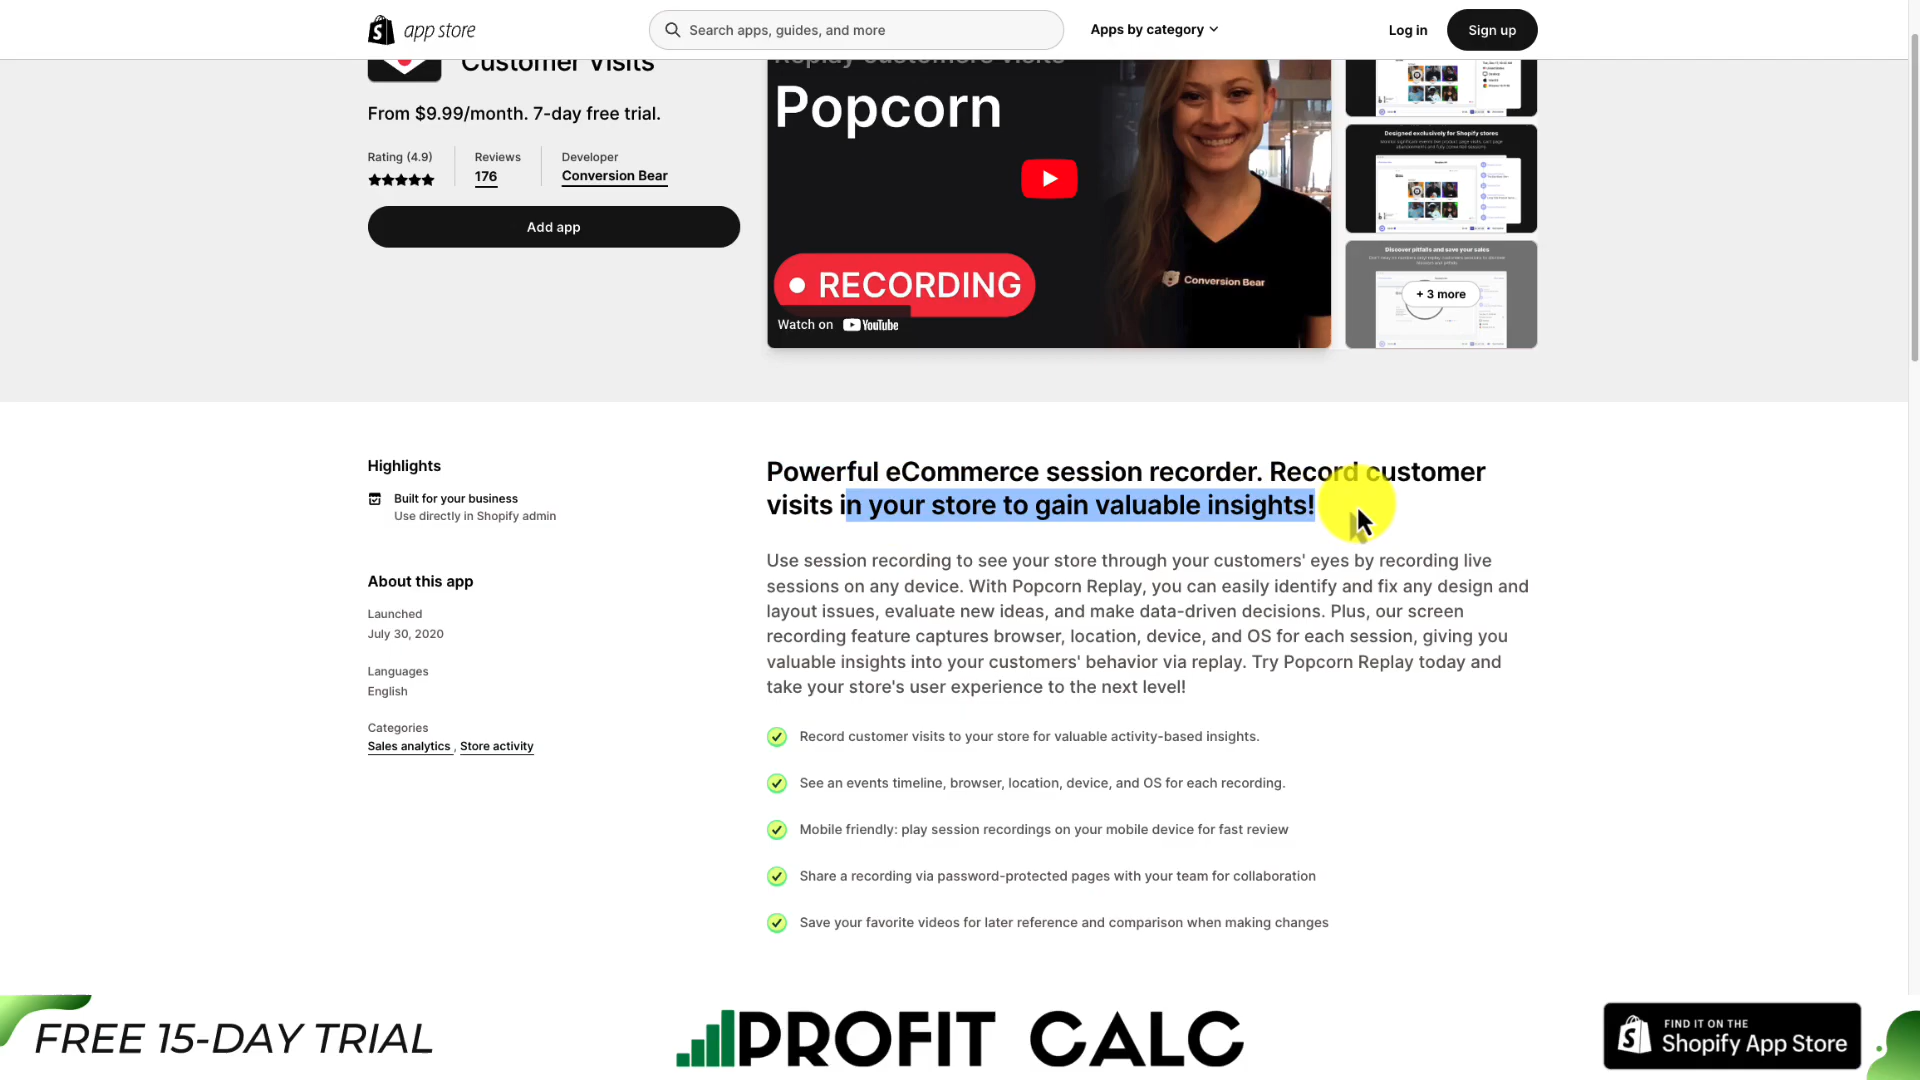 app store
Search apps, guides, and more
Apps by category
Log in
Sign up
Customer Visits
From $9.99/month. 7-day free trial.
Rating (4.9)
Reviews
176
Developer
Conversion Bear
Add app
Replay Customers Visits
Popcorn
RECORDING
Conversion Bear
Watch on YouTube
Designed exclusively for Shopify stores
Discover pitfalls and save your sales
+ 3 more
Highlights
Built for your business
Use directly in Shopify admin
About this app
Launched
July 30, 2020
Languages
English
Categories
Sales analytics , Store activity
Powerful eCommerce session recorder. Record customer
visits in your store to gain valuable insights!
Use session recording to see your store through your customers' eyes by recording live
sessions on any device. With Popcorn Replay, you can easily identify and fix any design and
layout issues, evaluate new ideas, and make data-driven decisions. Plus, our screen
recording feature captures browser, location, device, and OS for each session, giving you
valuable insights into your customers' behavior via replay. Try Popcorn Replay today and
take your store's user experience to the next level!
Record customer visits to your store for valuable activity-based insights.
See an events timeline, browser, location, device, and OS for each recording.
Mobile friendly: play session recordings on your mobile device for fast review
Share a recording via password-protected pages with your team for collaboration
Save your favorite videos for later reference and comparison when making changes
FREE 15-DAY TRIAL
PROFIT CALC
FIND IT ON THE
Shopify App Store